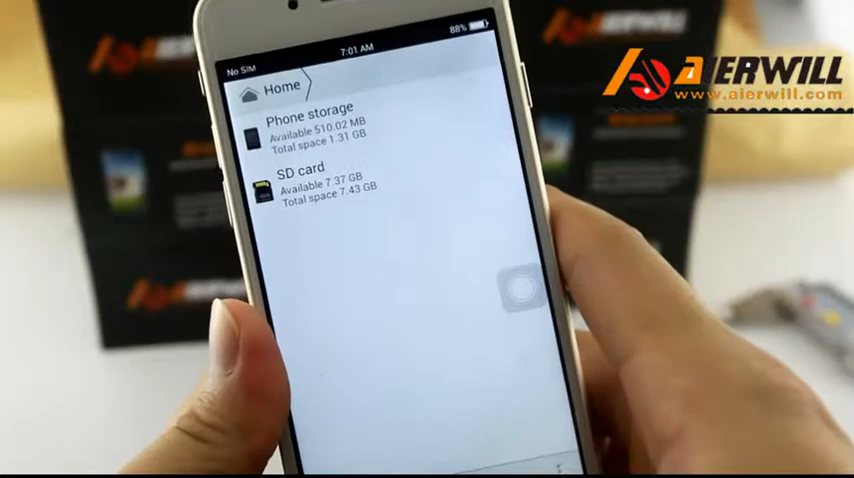 AIERWILL
www.aierwill.com
No SIM
7:01 AM
88%
Home
Phone storage
Available 510.02 MB
Total space 1.31 GB
SD card
Available 7.37 GB
Total space 7.43 GB